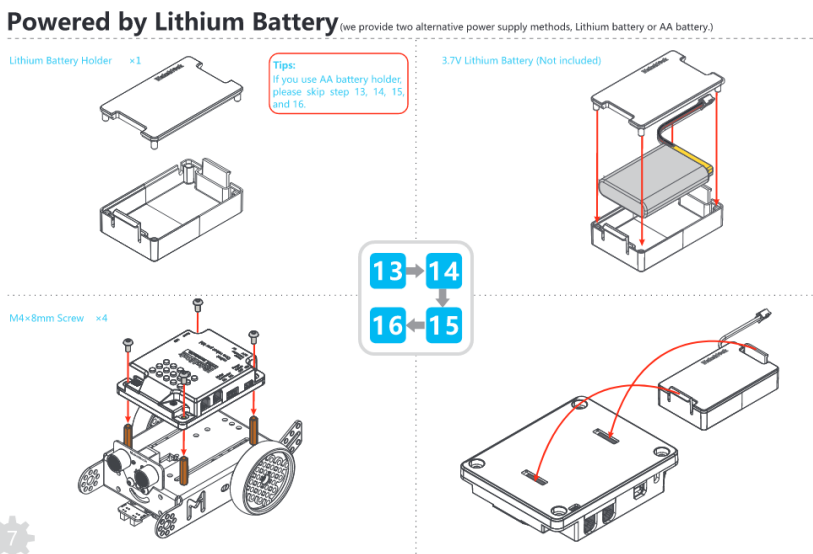 Powered by Lithium Battery (we provide two alternative power supply methods, Lithium battery or AA battery.)
Lithium Battery Holder ×1
Tips:
If you use AA battery holder,
please skip step 13, 14, 15,
and 16.
3.7V Lithium Battery (Not included)
13 14
16 15
M4×8mm Screw ×4
7